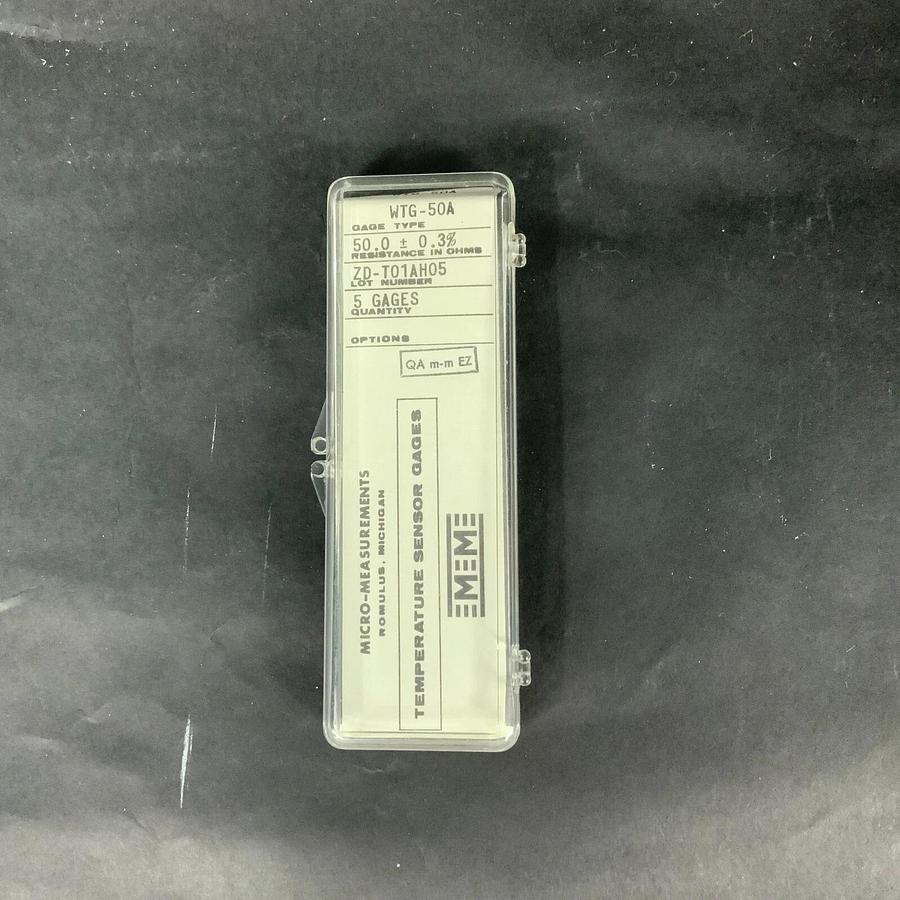 WTG-50A
GAGE TYPE
50.0 ± 0.3%
RESISTANCE IN OHMS
ZD-T01AH05
LOT NUMBER
5 GAGES
QUANTITY
OPTIONS
QA m-m EZ
MICRO-MEASUREMENTS
ROMULUS, MICHIGAN
TEMPERATURE SENSOR GAGES
MM